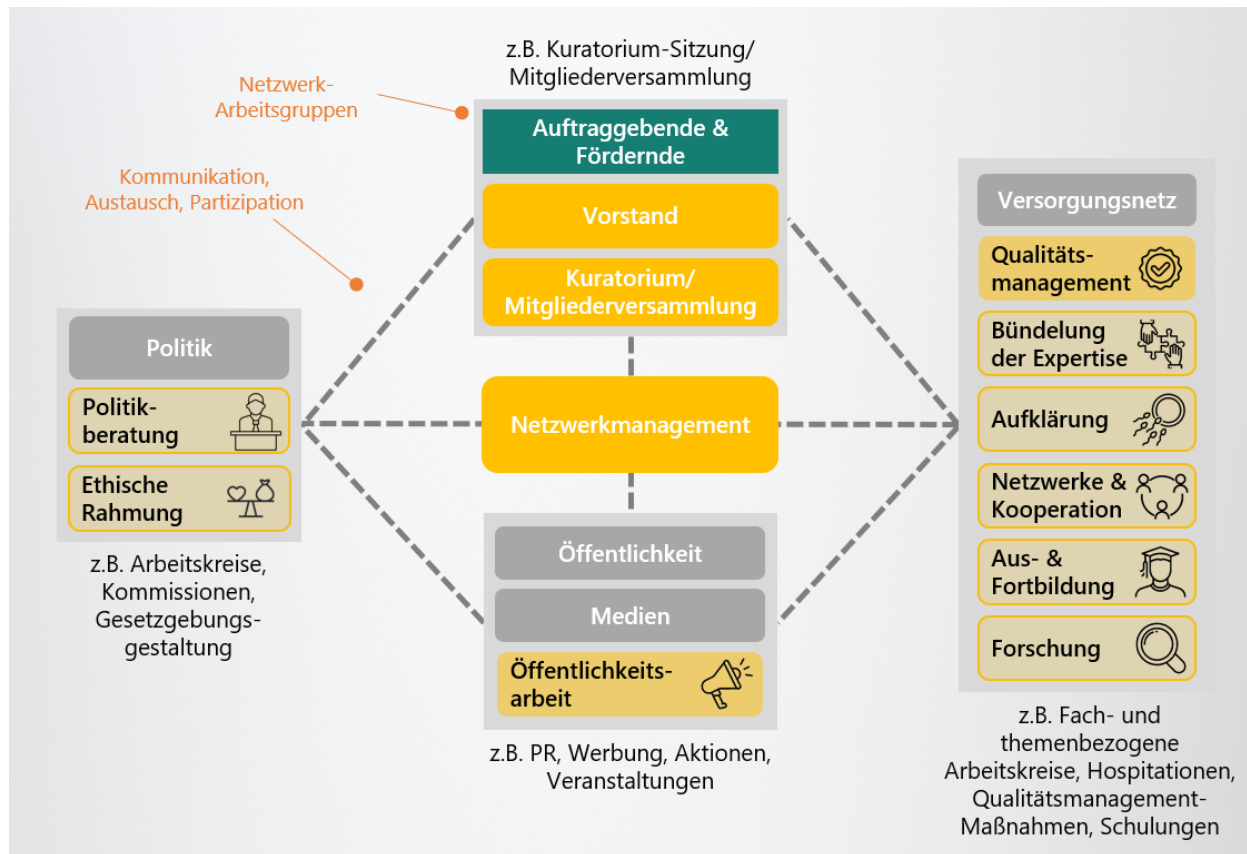 z.B. Kuratorium-Sitzung/
Mitgliederversammlung
Netzwerk-
Arbeitsgruppen
Kommunikation,
Austausch, Partizipation
Auftraggebende &
Fördernde
Vorstand
Kuratorium/
Mitgliederversammlung
Politik
Politik-
beratung
Ethische
Rahmung
z.B. Arbeitskreise,
Kommissionen,
Gesetzgebungs-
gestaltung
Netzwerkmanagement
Öffentlichkeit
Medien
Öffentlichkeits-
arbeit
z.B. PR, Werbung, Aktionen,
Veranstaltungen
Versorgungsnetz
Qualitäts-
management
Bündelung
der Expertise
Aufklärung
Netzwerke &
Kooperation
Aus- &
Fortbildung
Forschung
z.B. Fach- und
themenbezogene
Arbeitskreise, Hospitationen,
Qualitätsmanagement-
Maßnahmen, Schulungen